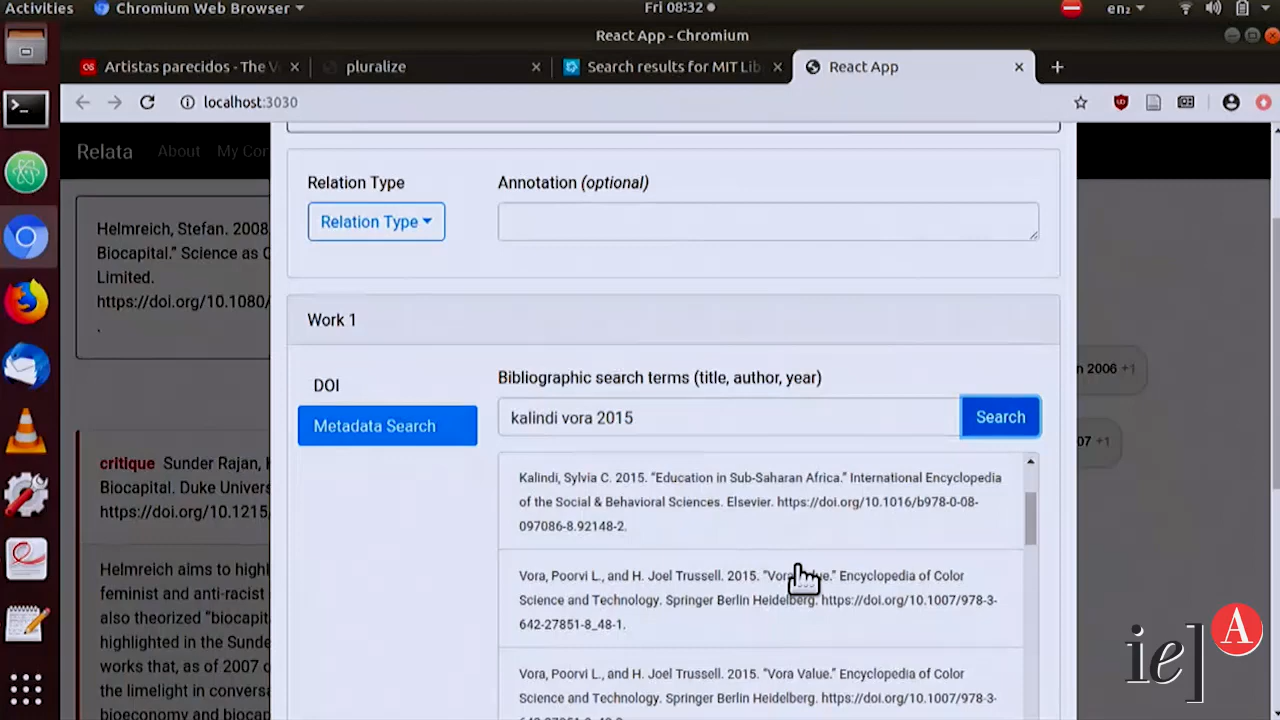 Activities
Chromium Web Browser
Fri 08:32
en₂
React App - Chromium
Artistas parecidos - The V
pluralize
Search results for MIT Lib
React App
localhost:3030
Relata
About
My Co
Relation Type
Annotation (optional)
Relation Type
Helmreich, Stefan. 2008
Biocapital.” Science as C
Limited.
https://doi.org/10.1080/
.
Work 1
n 2006 +1
DOI
Bibliographic search terms (title, author, year)
Metadata Search
kalindi vora 2015
Search
07 +1
critique Sunder Rajan, K
Biocapital. Duke Univers
https://doi.org/10.1215,
Kalindi, Sylvia C. 2015. “Education in Sub-Saharan Africa.” International Encyclopedia
of the Social & Behavioral Sciences. Elsevier. https://doi.org/10.1016/b978-0-08-
097086-8.92148-2.
Helmreich aims to highl
feminist and anti-racist
also theorized "biocapit
highlighted in the Sunde
works that, as of 2007 o
the limelight in conversa
bioeconomy and biocap
Vora, Poorvi L., and H. Joel Trussell. 2015. “Vora Value.” Encyclopedia of Color
Science and Technology. Springer Berlin Heidelberg. https://doi.org/10.1007/978-3-
642-27851-8_48-1.
Vora, Poorvi L., and H. Joel Trussell. 2015. “Vora Value.” Encyclopedia of Color
Science and Technology. Springer Berlin Heidelberg. https://doi.org/10.1007/978-3-
ie]
A